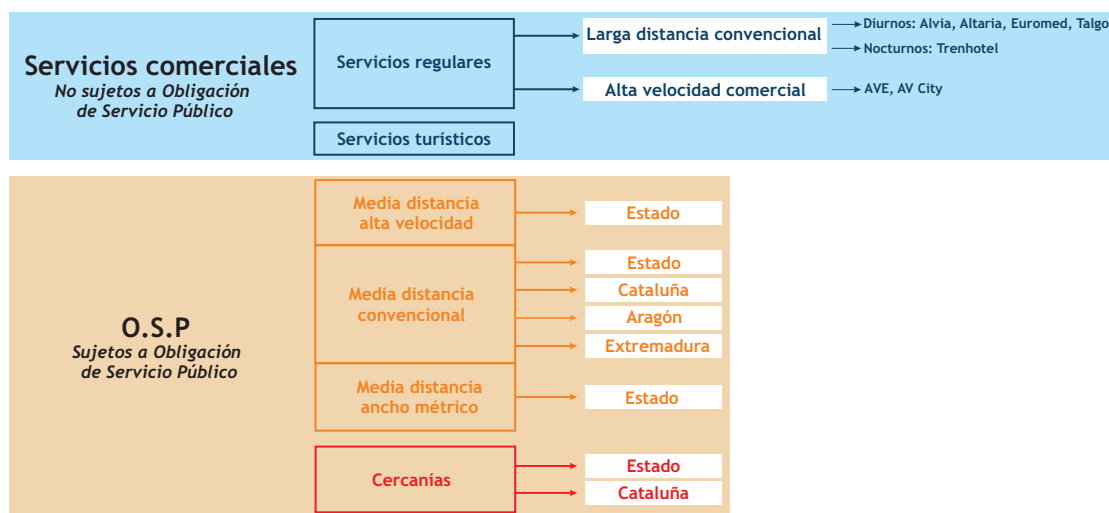 Servicios comerciales
No sujetos a Obligación
de Servicio Público
Servicios regulares
Larga distancia convencional
Diurnos: Alvia, Altaria, Euromed, Talgo
Nocturnos: Trenhotel
Alta velocidad comercial
AVE, AV City
Servicios turísticos
O.S.P
Sujetos a Obligación
de Servicio Público
Media distancia
alta velocidad
Estado
Media distancia
convencional
Estado
Cataluña
Aragón
Extremadura
Media distancia
ancho métrico
Estado
Cercanías
Estado
Cataluña